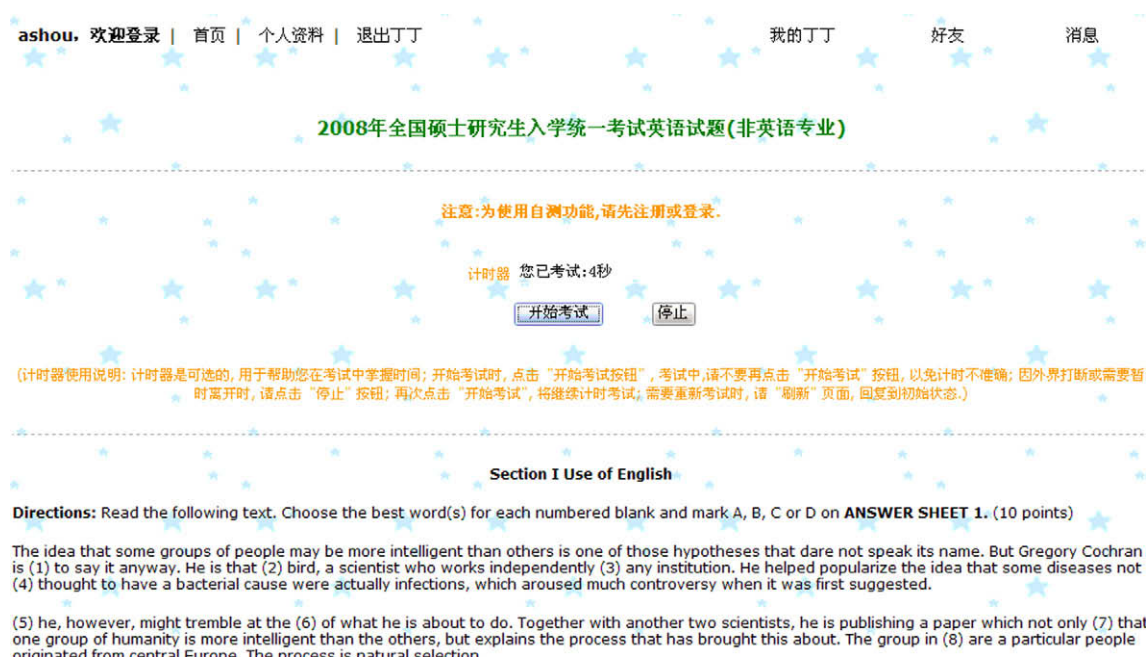 ashou，欢迎登录 | 首页 | 个人资料 | 退出丁丁 我的丁丁 好友 消息
2008年全国硕士研究生入学统一考试英语试题(非英语专业)
注意:为使用自测功能,请先注册或登录.
计时器 您已考试:4秒
开始考试 停止
(计时器使用说明: 计时器是可选的, 用于帮助您在考试中掌握时间; 开始考试时, 点击 “开始考试按钮” , 考试中,请不要再点击 “开始考试” 按钮, 以免计时不准确; 因外界打断或需要暂
时离开时, 请点击 “停止” 按钮; 再次点击 “开始考试”, 将继续计时考试; 需要重新考试时, 请 “刷新” 页面, 回复到初始状态.)
Section I Use of English
Directions: Read the following text. Choose the best word(s) for each numbered blank and mark A, B, C or D on ANSWER SHEET 1. (10 points)
The idea that some groups of people may be more intelligent than others is one of those hypotheses that dare not speak its name. But Gregory Cochran
is (1) to say it anyway. He is that (2) bird, a scientist who works independently (3) any institution. He helped popularize the idea that some diseases not
(4) thought to have a bacterial cause were actually infections, which aroused much controversy when it was first suggested.
(5) he, however, might tremble at the (6) of what he is about to do. Together with another two scientists, he is publishing a paper which not only (7) that
one group of humanity is more intelligent than the others, but explains the process that has brought this about. The group in (8) are a particular people
originated from central Europe. The process is natural selection.